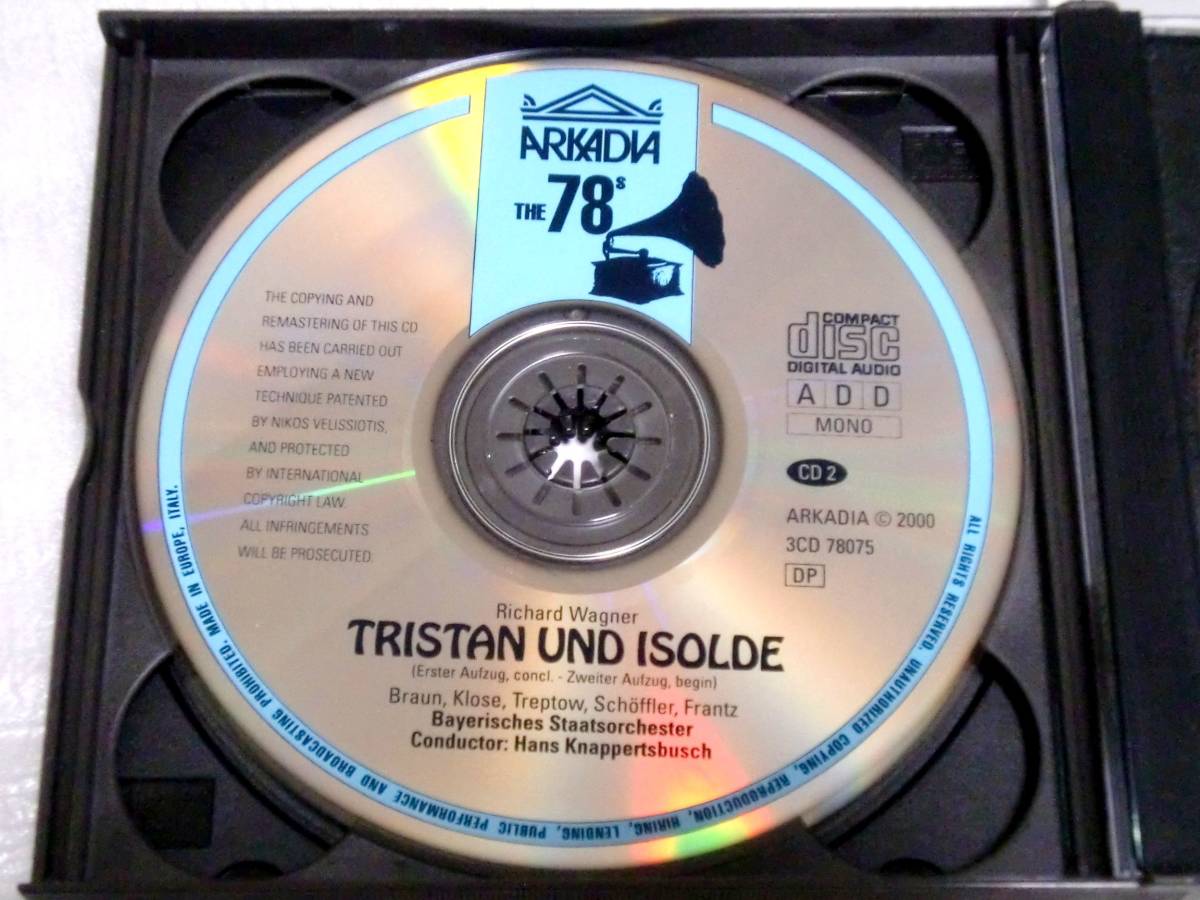 ARKADIA
THE 78s
THE COPYING AND
REMASTERING OF THIS CD
HAS BEEN CARRIED OUT
EMPLOYING A NEW
TECHNIQUE PATENTED
BY NIKOS VELISSIOTIS,
AND PROTECTED
BY INTERNATIONAL
COPYRIGHT LAW.
ALL INFRINGEMENTS
WILL BE PROSECUTED.
COMPACT
disc
DIGITAL AUDIO
A D D
MONO
CD 2
ARKADIA © 2000
3CD 78075
DP
Richard Wagner
TRISTAN UND ISOLDE
(Erster Aufzug, concl. - Zweiter Aufzug, begin)
Braun, Klose, Treptow, Schöffler, Frantz
Bayerisches Staatsorchester
Conductor: Hans Knappertsbusch
ALL RIGHTS RESERVED. UNAUTHORIZED COPYING, REPRODUCTION, HIRING, LENDING, PUBLIC PERFORMANCE AND BROADCASTING PROHIBITED. MADE IN EUROPE, ITALY.